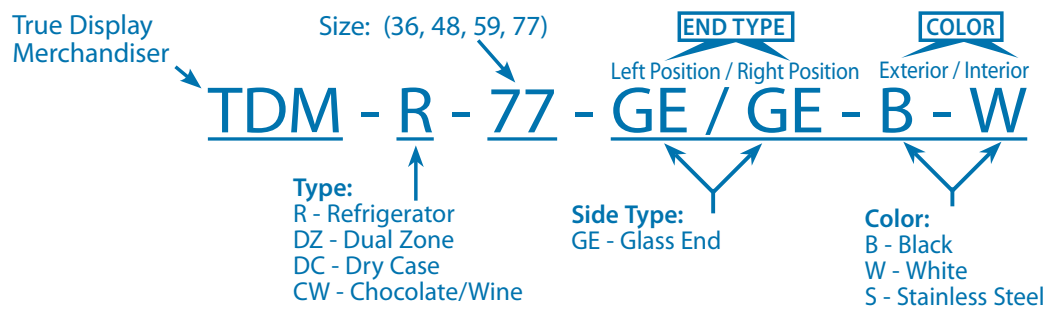 True Display
Merchandiser
Size: (36, 48, 59, 77)
END TYPE
COLOR
Left Position / Right Position
Exterior / Interior
TDM - R - 77 - GE / GE - B - W
Type:
R - Refrigerator
DZ - Dual Zone
DC - Dry Case
CW - Chocolate/Wine
Side Type:
GE - Glass End
Color:
B - Black
W - White
S - Stainless Steel